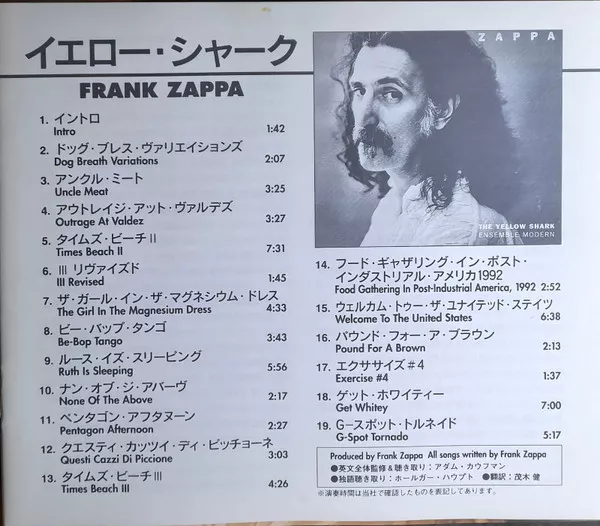 イエロー・シャーク
FRANK ZAPPA
1. イントロ
Intro 1:42
2. ドッグ・ブレス・ヴァリエイションズ
Dog Breath Variations 2:07
3. アンクル・ミート
Uncle Meat 3:25
4. アウトレイジ・アット・ヴァルデズ
Outrage At Valdez 3:27
5. タイムズ・ビーチII
Times Beach II 7:31
6. III リヴァイズド
III Revised 1:45
7. ザ・ガール・イン・ザ・マグネシウム・ドレス
The Girl In The Magnesium Dress 4:33
8. ビー・バップ・タンゴ
Be-Bop Tango 3:43
9. ルース・イズ・スリーピング
Ruth Is Sleeping 5:56
10. ナン・オブ・ジ・アバーヴ
None Of The Above 2:17
11. ペンタゴン・アフタヌーン
Pentagon Afternoon 2:27
12. クエスティ・カッツィ・ディ・ピッチョーネ
Questi Cazzi Di Piccione 3:03
13. タイムズ・ビーチIII
Times Beach III 4:26
ZAPPA
THE YELLOW SHARK
ENSEMBLE MODERN
14. フード・ギャザリング・イン・ポスト・
インダストリアル・アメリカ1992
Food Gathering In Post-Industrial America, 1992 2:52
15. ウェルカム・トゥー・ザ・ユナイテッド・ステイツ
Welcome To The United States 6:38
16. パウンド・フォー・ア・ブラウン
Pound For A Brown 2:13
17. エクササイズ#4
Exercise #4 1:37
18. ゲット・ホワイティー
Get Whitey 7:00
19. G-スポット・トルネイド
G-Spot Tornado 5:17
Produced by Frank Zappa All songs written by Frank Zappa
●英文全体監修&聴き取り:アダム・カウフマン
●独語聴き取り:ホールガー・ハウプト ●翻訳:茂木 健
※演奏時間は当社で確認したものを表記してあります。